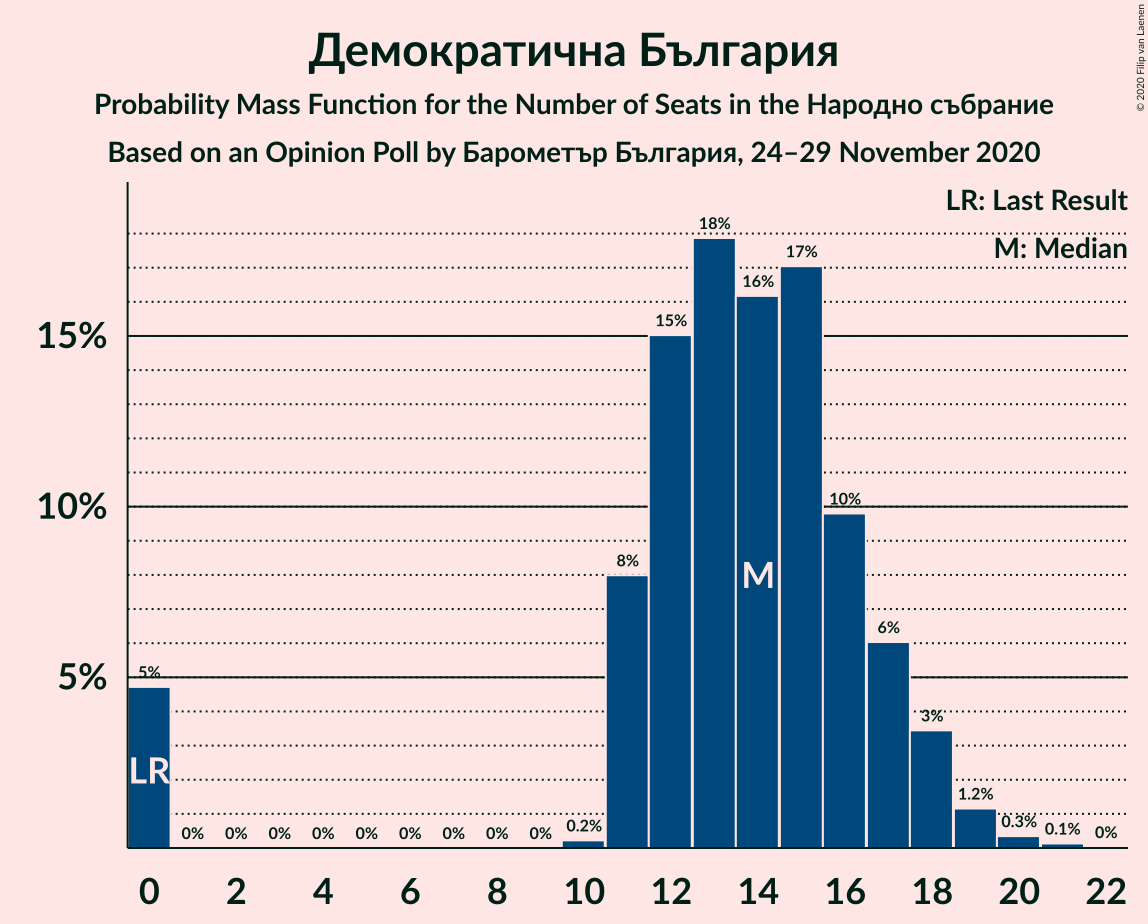 Демократична България
Probability Mass Function for the Number of Seats in the Народно събрание
Based on an Opinion Poll by Барометър България, 24–29 November 2020
© 2020 Filip van Laenen
LR: Last Result
M: Median
18%
17%
16%
15%
15%
10%
10%
M
8%
6%
5%
5%
3%
LR
1.2%
0% 0% 0% 0% 0% 0% 0% 0% 0% 0.2% 0.3% 0.1% 0%
0 2 4 6 8 10 12 14 16 18 20 22